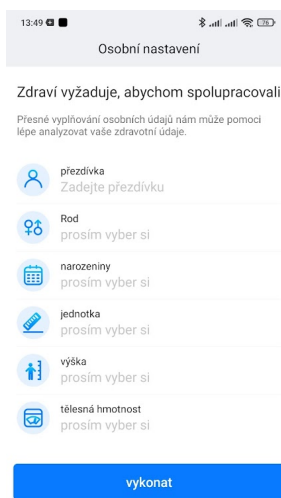 13:49
76
Osobní nastavení
Zdraví vyžaduje, abychom spolupracovali
Přesné vyplňování osobních údajů nám může pomoci
lépe analyzovat vaše zdravotní údaje.
přezdívka
Zadejte přezdívku
Rod
prosím vyber si
narozeniny
prosím vyber si
jednotka
prosím vyber si
výška
prosím vyber si
tělesná hmotnost
prosím vyber si
vykonat